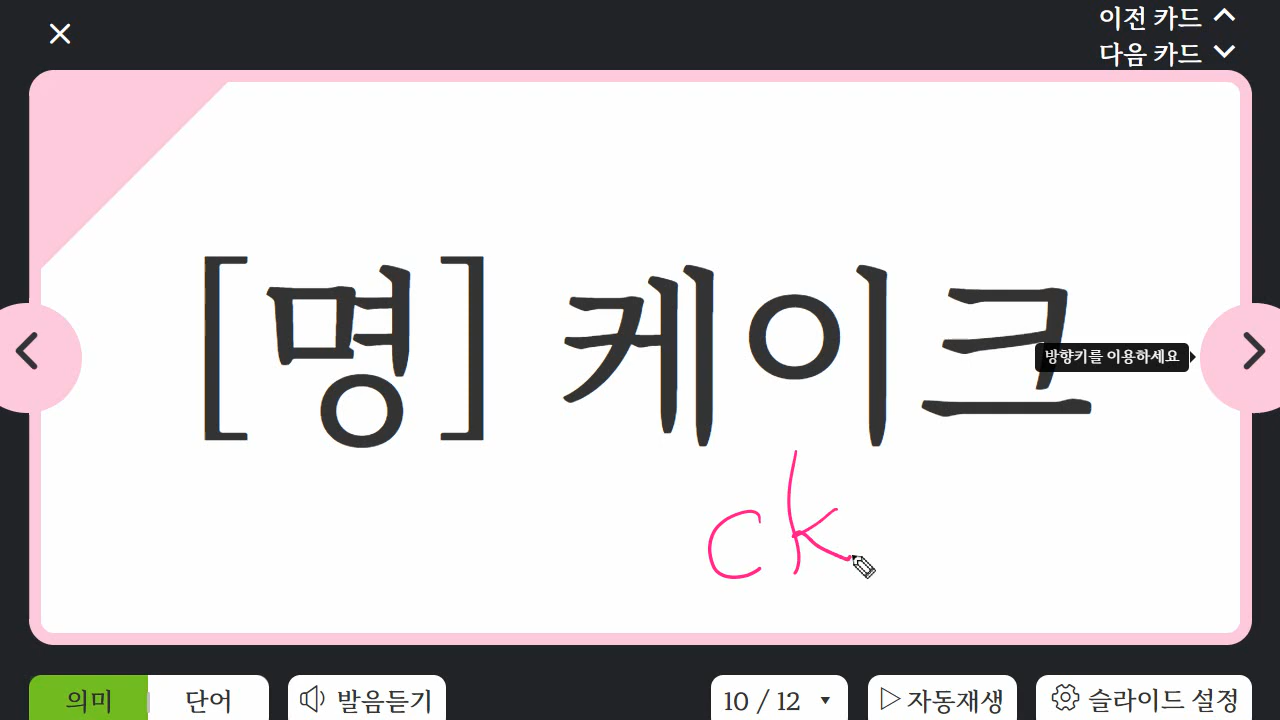 이전 카드
다음 카드
[명] 케이크
방향키를 이용하세요
ck
의미 단어 발음듣기 10 / 12 자동재생 슬라이드 설정